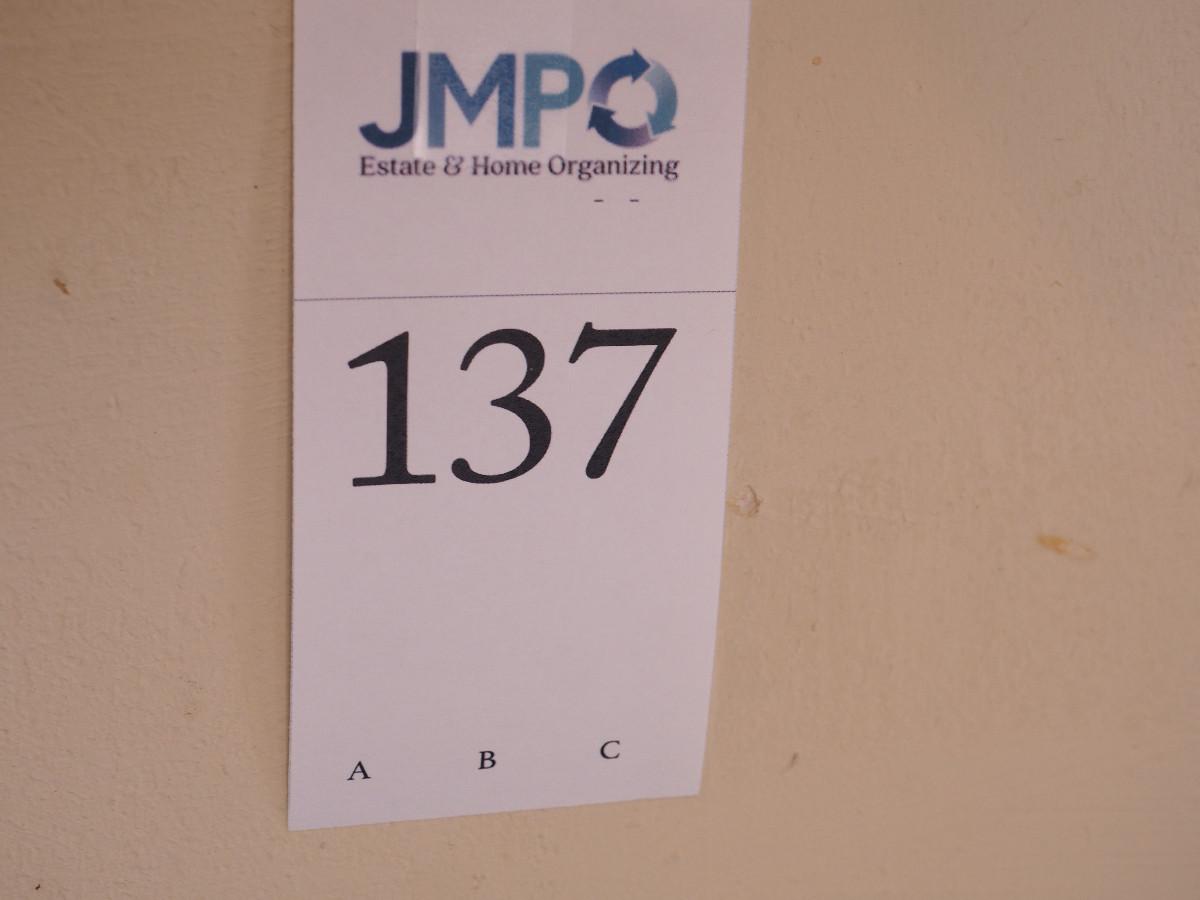 JMPO
Estate & Home Organizing
- -
137
A B C